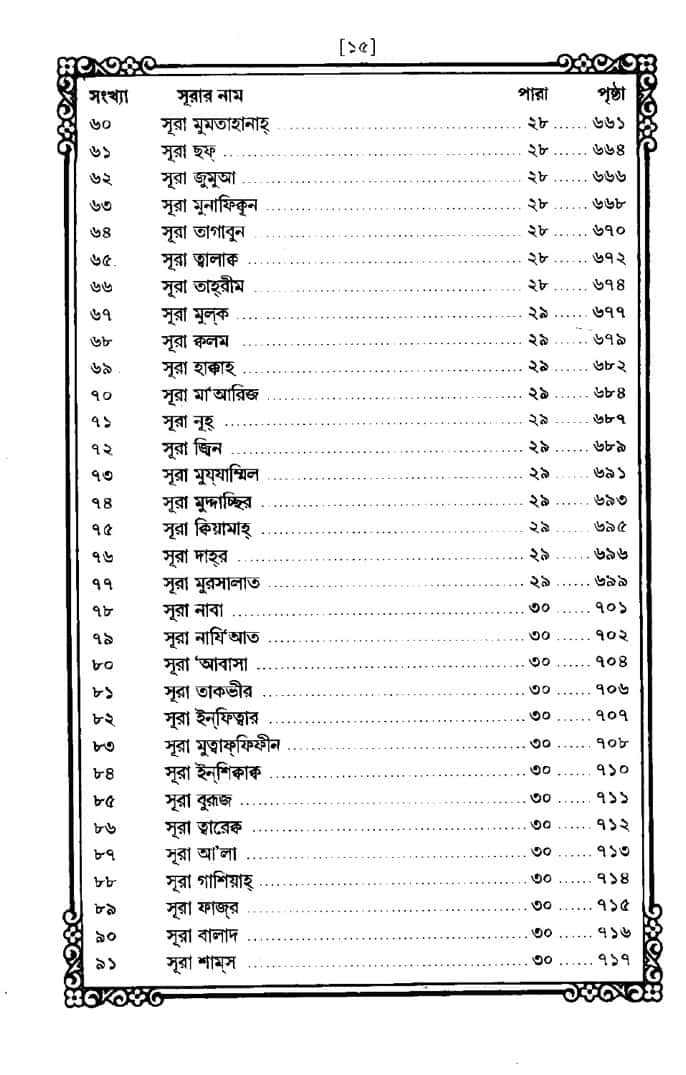 [১৫]
সংখ্যা সূরার নাম পারা পৃষ্ঠা
৬০ সূরা মুমতাহানাহ্ ২৮ ৬৬১
৬১ সূরা ছফ্ ২৮ ৬৬৪
৬২ সূরা জুমুআ ২৮ ৬৬৬
৬৩ সূরা মুনাফিকূন ২৮ ৬৬৮
৬৪ সূরা তাগাবুন ২৮ ৬৭০
৬৫ সূরা ত্বালাক ২৮ ৬৭২
৬৬ সূরা তাহ্‌রীম ২৮ ৬৭৪
৬৭ সূরা মুল্‌ক ২৯ ৬৭৭
৬৮ সূরা কলম ২৯ ৬৭৯
৬৯ সূরা হাক্কাহ্ ২৯ ৬৮২
৭০ সূরা মা'আরিজ ২৯ ৬৮৪
৭১ সূরা নূহ্ ২৯ ৬৮৭
৭২ সূরা জ্বিন ২৯ ৬৮৯
৭৩ সূরা মুয্‌যাম্মিল ২৯ ৬৯১
৭৪ সূরা মুদ্দাচ্ছির ২৯ ৬৯৩
৭৫ সূরা কিয়ামাহ্ ২৯ ৬৯৫
৭৬ সূরা দাহ্‌র ২৯ ৬৯৬
৭৭ সূরা মুরসালাত ২৯ ৬৯৯
৭৮ সূরা নাবা ৩০ ৭০১
৭৯ সূরা নাযি'আত ৩০ ৭০২
৮০ সূরা 'আবাসা ৩০ ৭০৪
৮১ সূরা তাকভীর ৩০ ৭০৬
৮২ সূরা ইন্‌ফিত্বার ৩০ ৭০৭
৮৩ সূরা মুত্বাফ্‌ফিফীন ৩০ ৭০৮
৮৪ সূরা ইন্‌শিকাক ৩০ ৭১০
৮৫ সূরা বুরূজ ৩০ ৭১১
৮৬ সূরা ত্বারেক ৩০ ৭১২
৮৭ সূরা আ'লা ৩০ ৭১৩
৮৮ সূরা গাশিয়াহ্ ৩০ ৭১৪
৮৯ সূরা ফাজ্‌র ৩০ ৭১৫
৯০ সূরা বালাদ ৩০ ৭১৬
৯১ সূরা শাম্‌স ৩০ ৭১৭